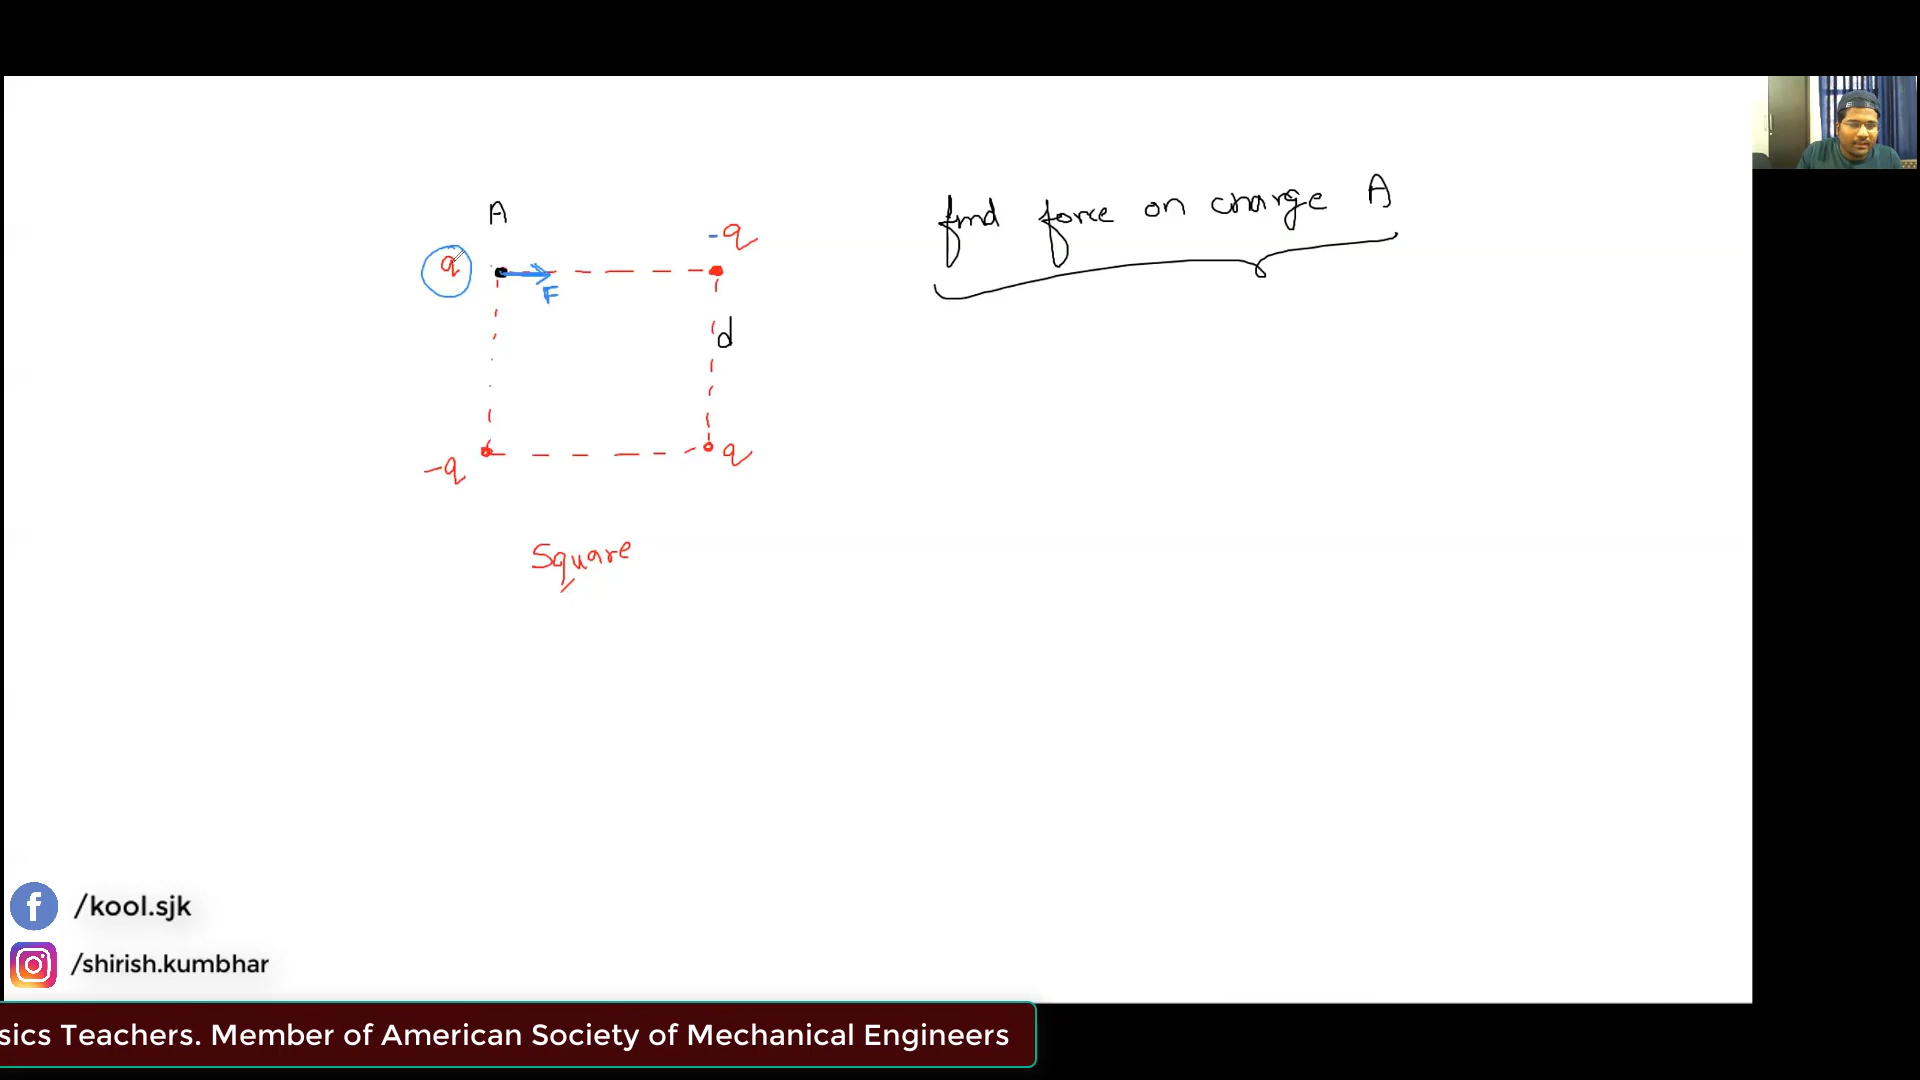 find force on charge A
A
-q
q
F
d
-q
q
Square
/kool.sjk
/shirish.kumbhar
sics Teachers. Member of American Society of Mechanical Engineers